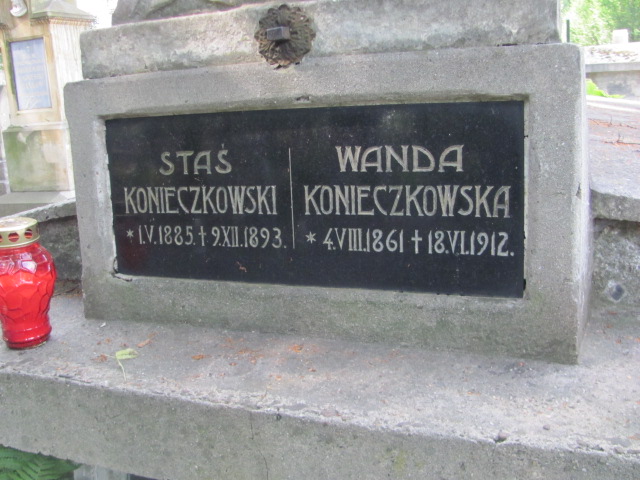 STAŚ
KONIECZKOWSKI
* 1.V.1885. † 9.XII.1893.
WANDA
KONIECZKOWSKA
* 4.VIII.1861 † 18.VI.1912.